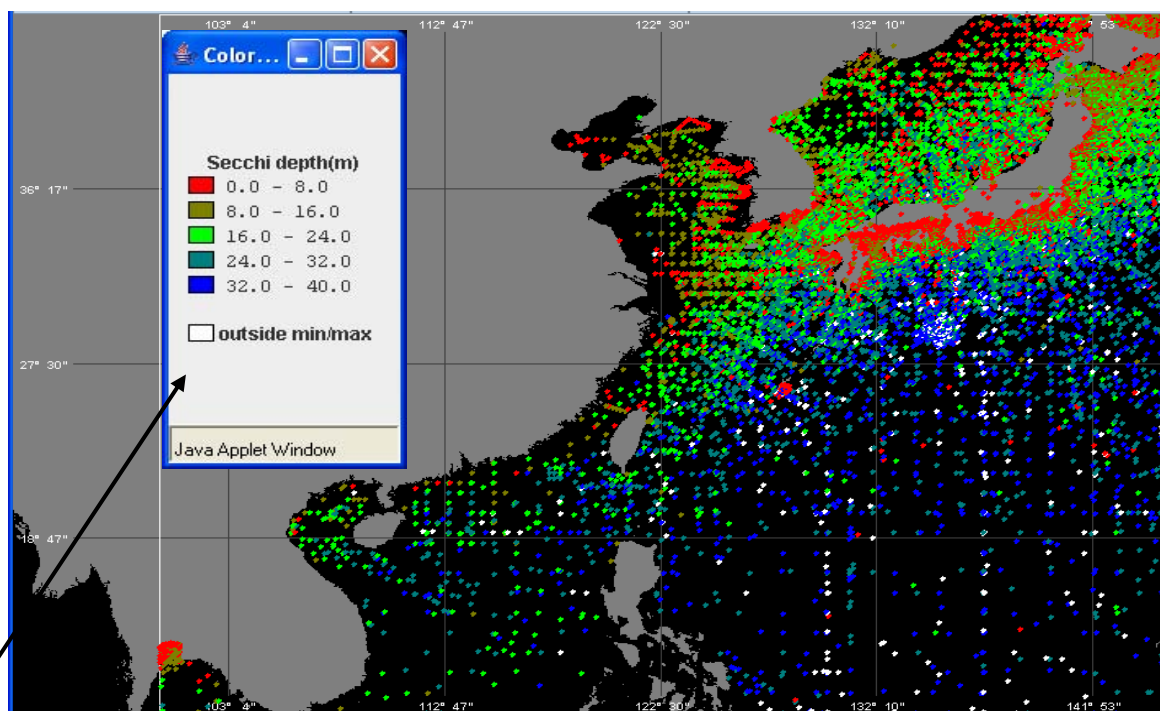 103° 4"
112° 47"
122° 30"
132° 10"
53"
Color...
Secchi depth(m)
0.0 - 8.0
8.0 - 16.0
16.0 - 24.0
24.0 - 32.0
32.0 - 40.0
outside min/max
Java Applet Window
36° 17"
27° 30"
18° 47"
103° 4"
112° 47"
122° 30"
132° 10"
141° 53"